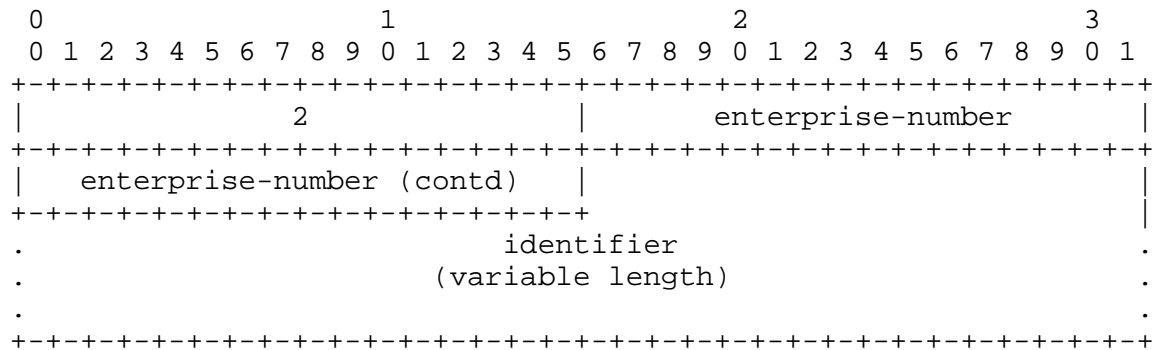 0                   1                   2                   3
 0 1 2 3 4 5 6 7 8 9 0 1 2 3 4 5 6 7 8 9 0 1 2 3 4 5 6 7 8 9 0 1
+-+-+-+-+-+-+-+-+-+-+-+-+-+-+-+-+-+-+-+-+-+-+-+-+-+-+-+-+-+-+-+-+
|               2               |       enterprise-number       |
+-+-+-+-+-+-+-+-+-+-+-+-+-+-+-+-+-+-+-+-+-+-+-+-+-+-+-+-+-+-+-+-+
|   enterprise-number (contd)   |                               |
+-+-+-+-+-+-+-+-+-+-+-+-+-+-+-+-+                               |
.                           identifier                          .
.                       (variable length)                       .
.                                                               .
+-+-+-+-+-+-+-+-+-+-+-+-+-+-+-+-+-+-+-+-+-+-+-+-+-+-+-+-+-+-+-+-+